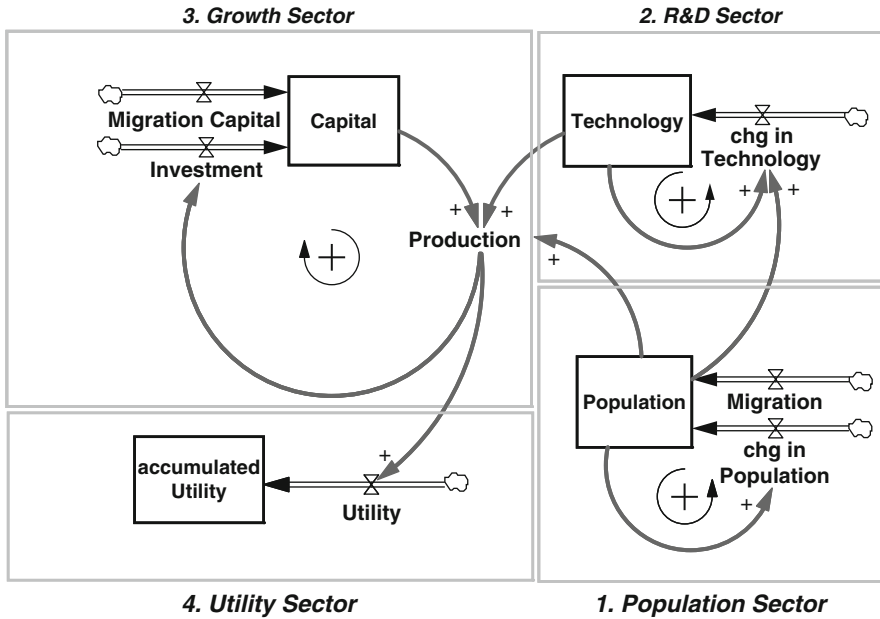 3. Growth Sector
2. R&D Sector
Migration Capital
Investment
Capital
Technology
chg in
Technology
+
+
+
+
+
Production
+
+
+
Population
Migration
chg in
Population
+
+
accumulated
Utility
+
Utility
4. Utility Sector
1. Population Sector